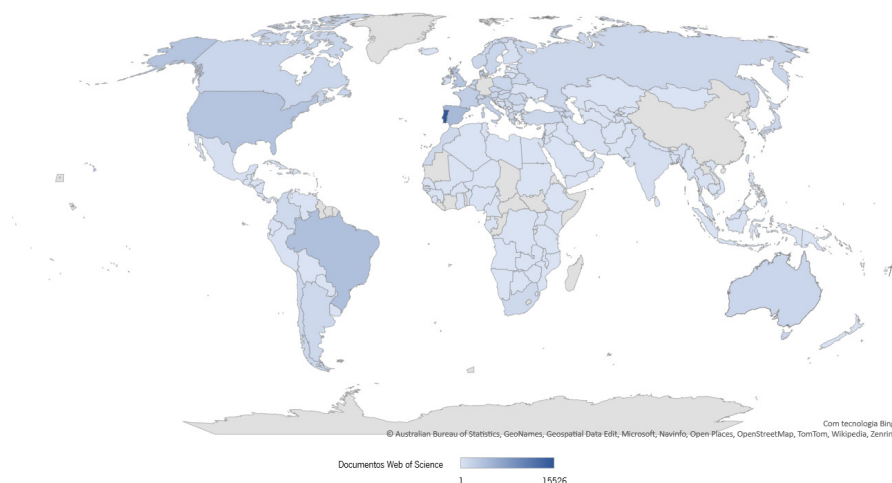 Com tecnologia Bing
© Australian Bureau of Statistics, GeoNames, Geospatial Data Edit, Microsoft, Navinfo, Open Places, OpenStreetMap, TomTom, Wikipedia, Zenrin
Documentos Web of Science
1 15526